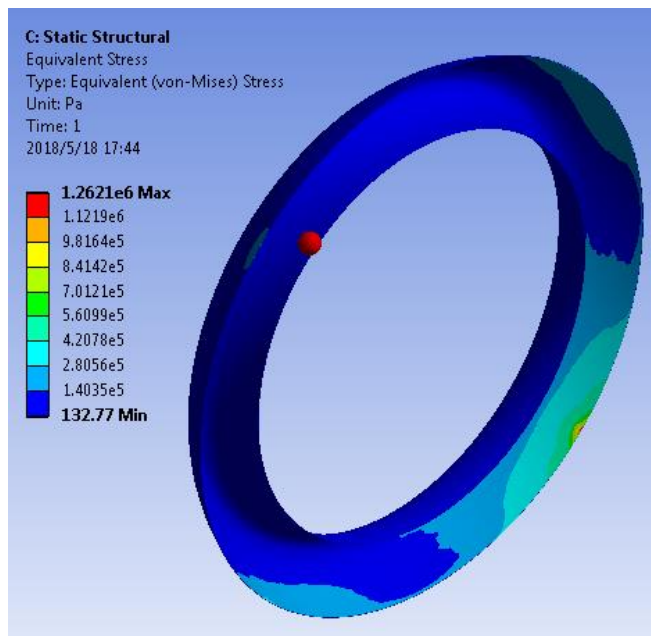 C: Static Structural
Equivalent Stress
Type: Equivalent (von-Mises) Stress
Unit: Pa
Time: 1
2018/5/18 17:44
1.2621e6 Max
1.1219e6
9.8164e5
8.4142e5
7.0121e5
5.6099e5
4.2078e5
2.8056e5
1.4035e5
132.77 Min